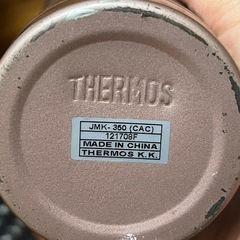 THERMOS
JMK-350 (CAC)
121708F
MADE IN CHINA
THERMOS K.K.